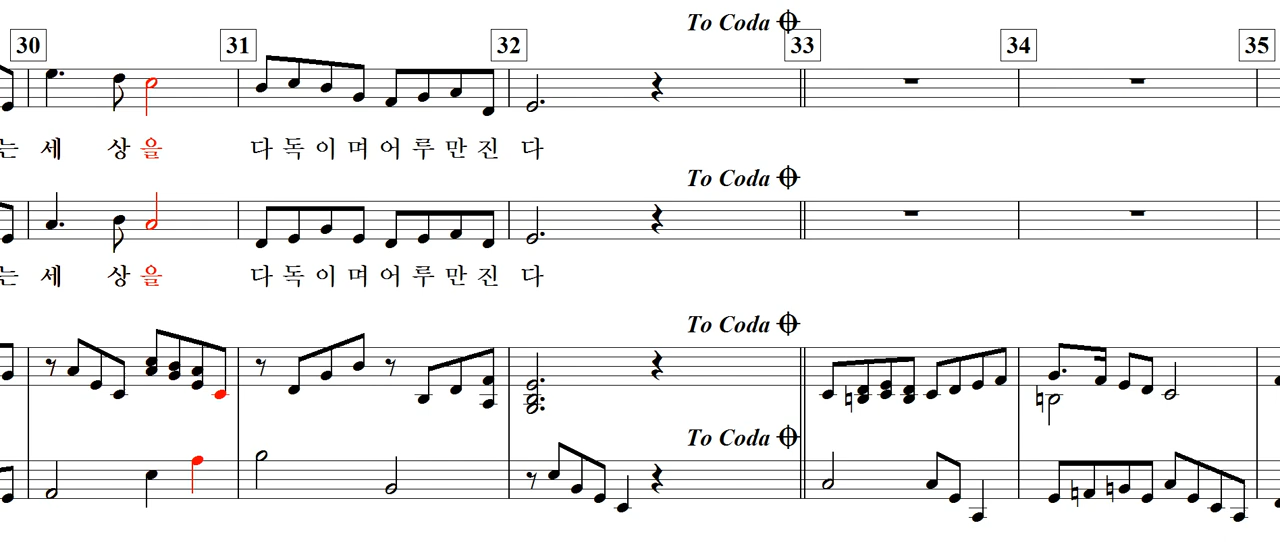 To Coda
30 31 32 33 34 35
는 세 상 을 다 독 이 며 어 루 만 진 다
To Coda
는 세 상 을 다 독 이 며 어 루 만 진 다
To Coda
To Coda